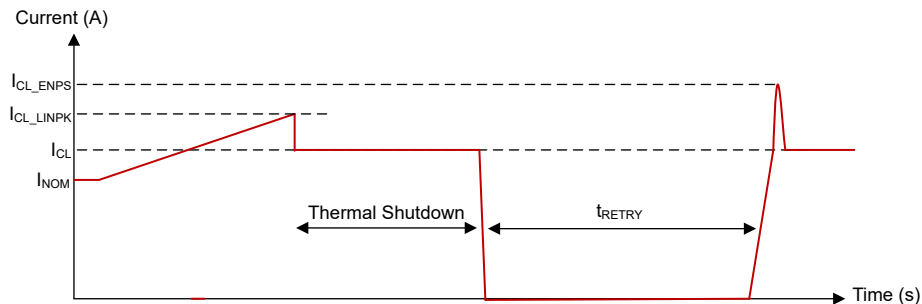 Current (A)
I_CL_ENPS
I_CL_LINPK
I_CL
I_NOM
Thermal Shutdown
t_RETRY
Time (s)